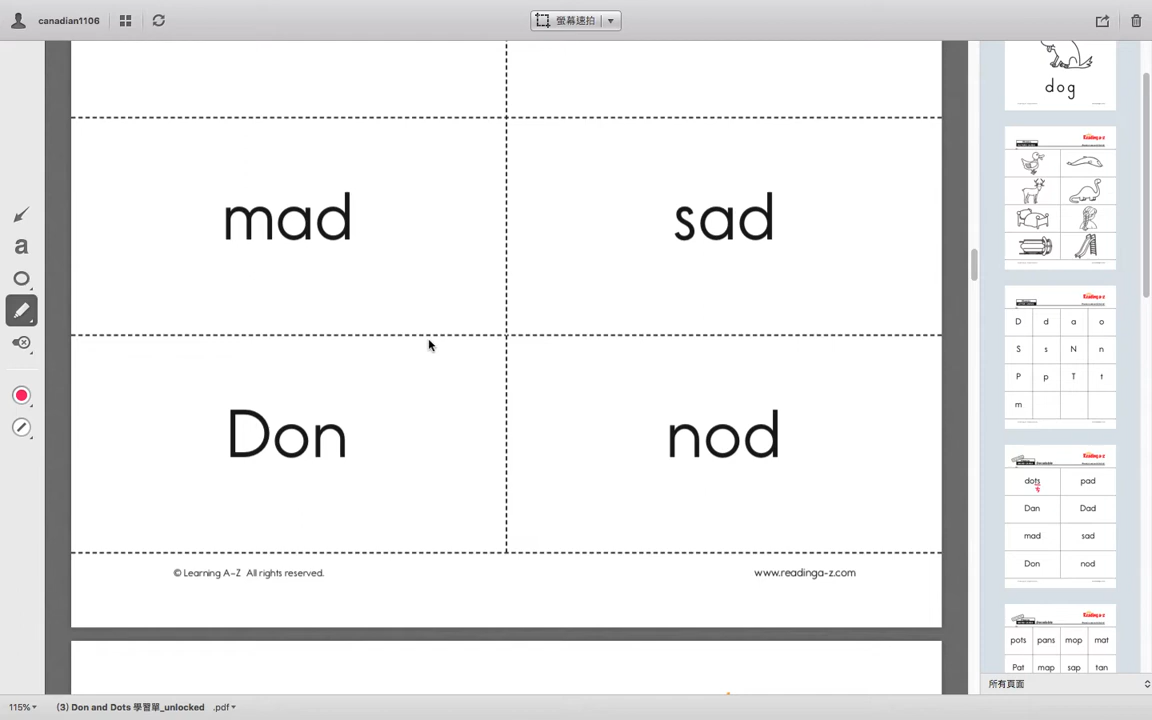 canadian1106
螢幕速拍
mad sad
Don nod
© Learning A–Z All rights reserved. www.readinga-z.com
a
dog
D d a o
S s N n
P p T t
m
dots pad
Dan Dad
mad sad
Don nod
pots pans mop mat
Pat map sap tan
所有頁面
115% (3) Don and Dots 學習單_unlocked .pdf